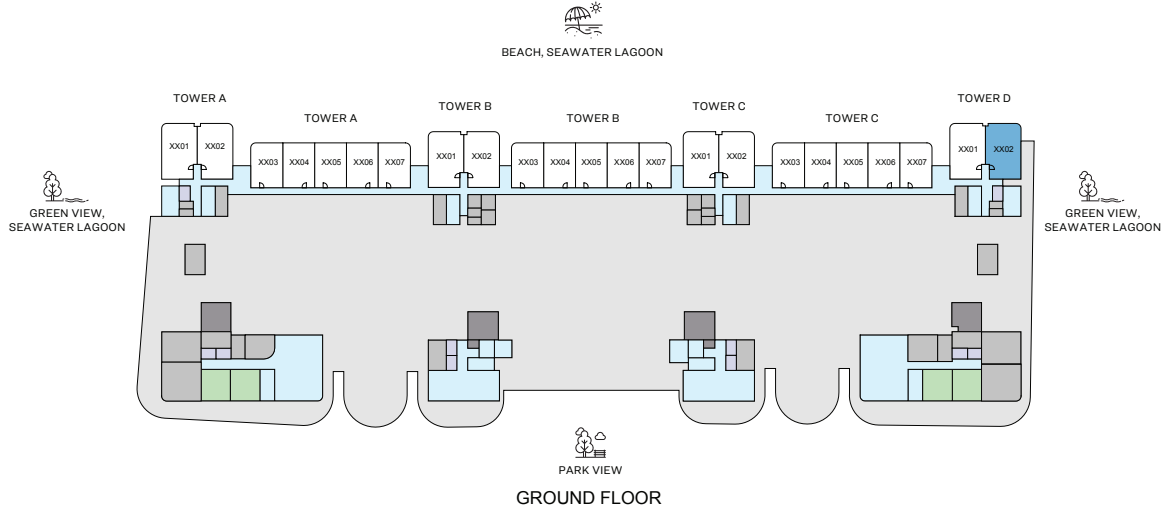 BEACH, SEAWATER LAGOON
TOWER A
TOWER A
TOWER B
TOWER B
TOWER C
TOWER C
TOWER D
XX01
XX02
XX03
XX04
XX05
XX06
XX07
XX01
XX02
XX03
XX04
XX05
XX06
XX07
XX01
XX02
XX03
XX04
XX05
XX06
XX07
XX01
XX02
GREEN VIEW,
SEAWATER LAGOON
GREEN VIEW,
SEAWATER LAGOON
PARK VIEW
GROUND FLOOR